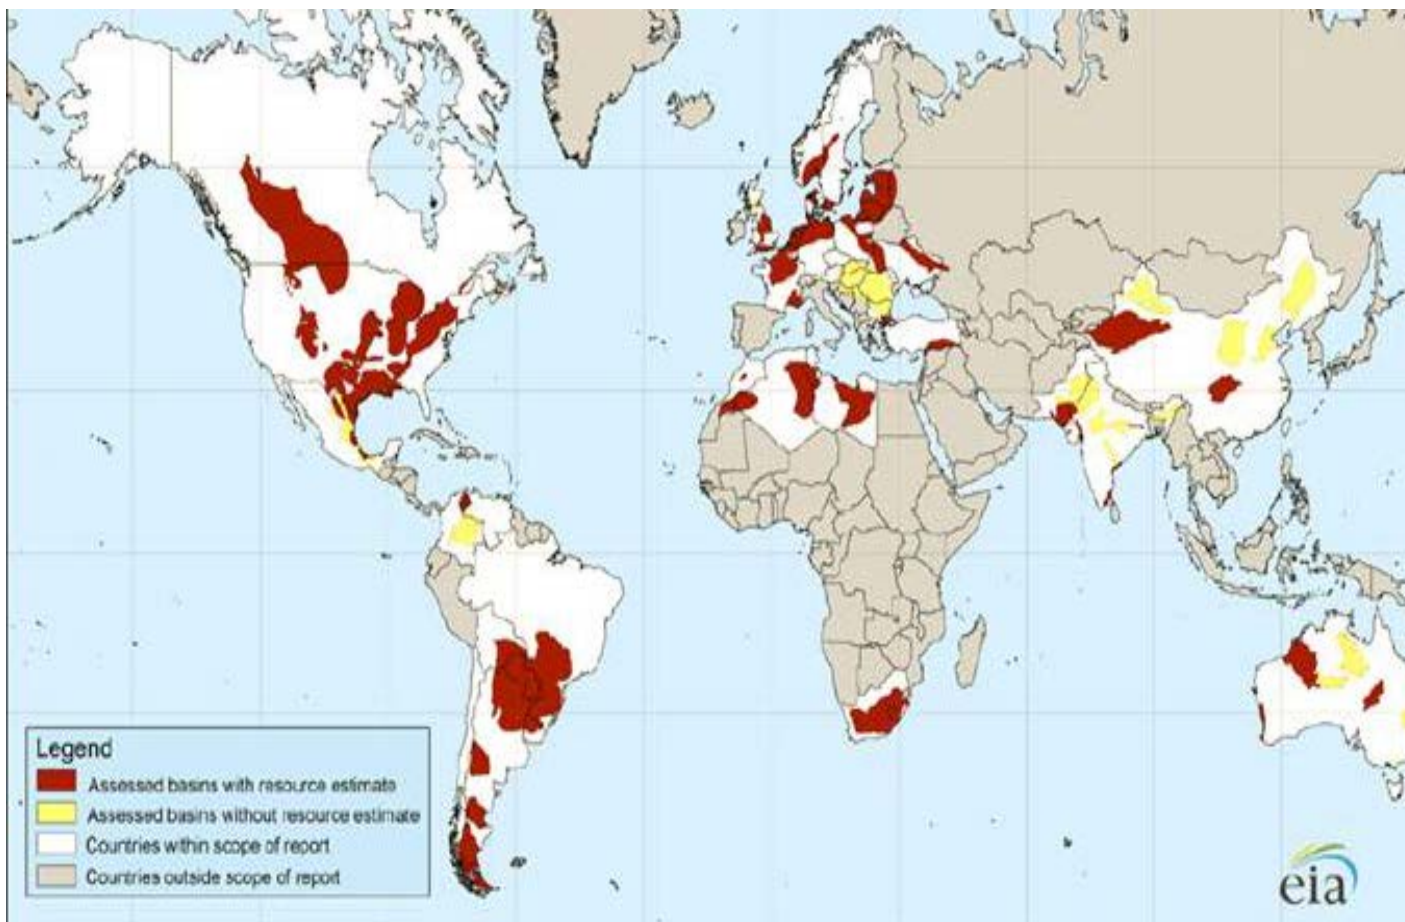 Legend
Assessed basins with resource estimate
Assessed basins without resource estimate
Countries within scope of report
Countries outside scope of report
eia